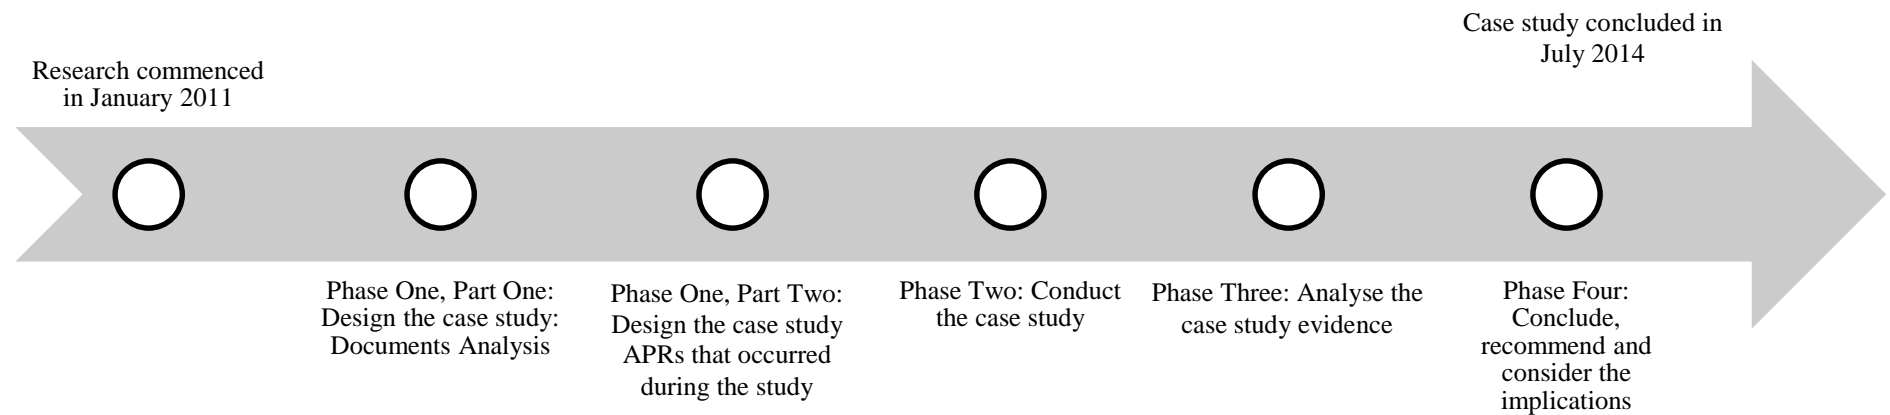 Research commenced
in January 2011
Case study concluded in
July 2014
Phase One, Part One:
Design the case study:
Documents Analysis
Phase One, Part Two:
Design the case study
APRs that occurred
during the study
Phase Two: Conduct
the case study
Phase Three: Analyse the
case study evidence
Phase Four:
Conclude,
recommend and
consider the
implications